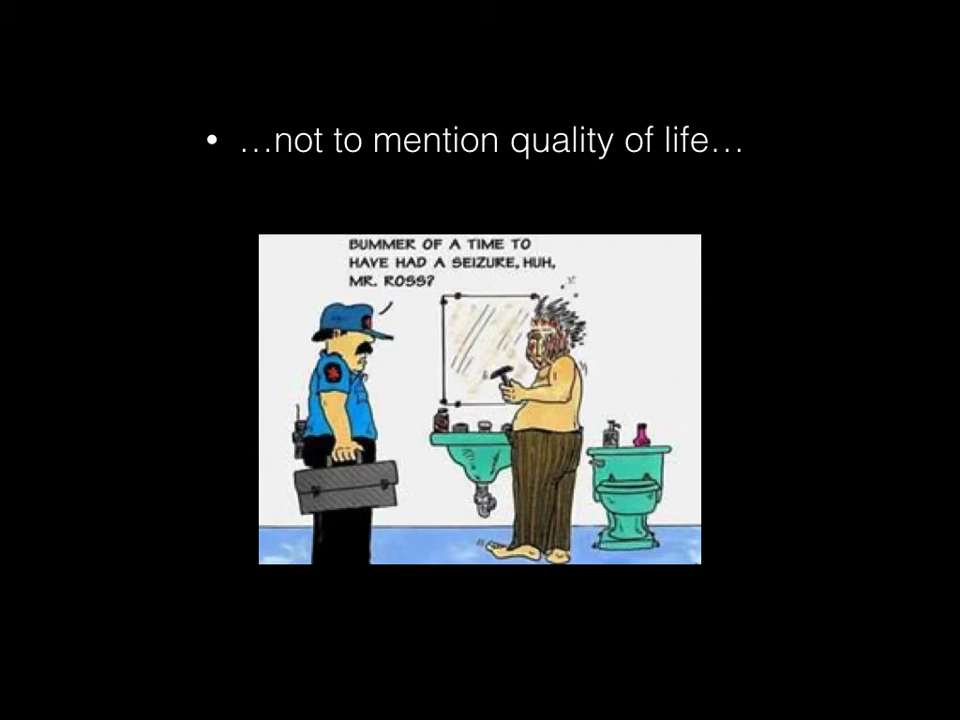 • …not to mention quality of life…
BUMMER OF A TIME TO
HAVE HAD A SEIZURE, HUH,
MR. ROSS?